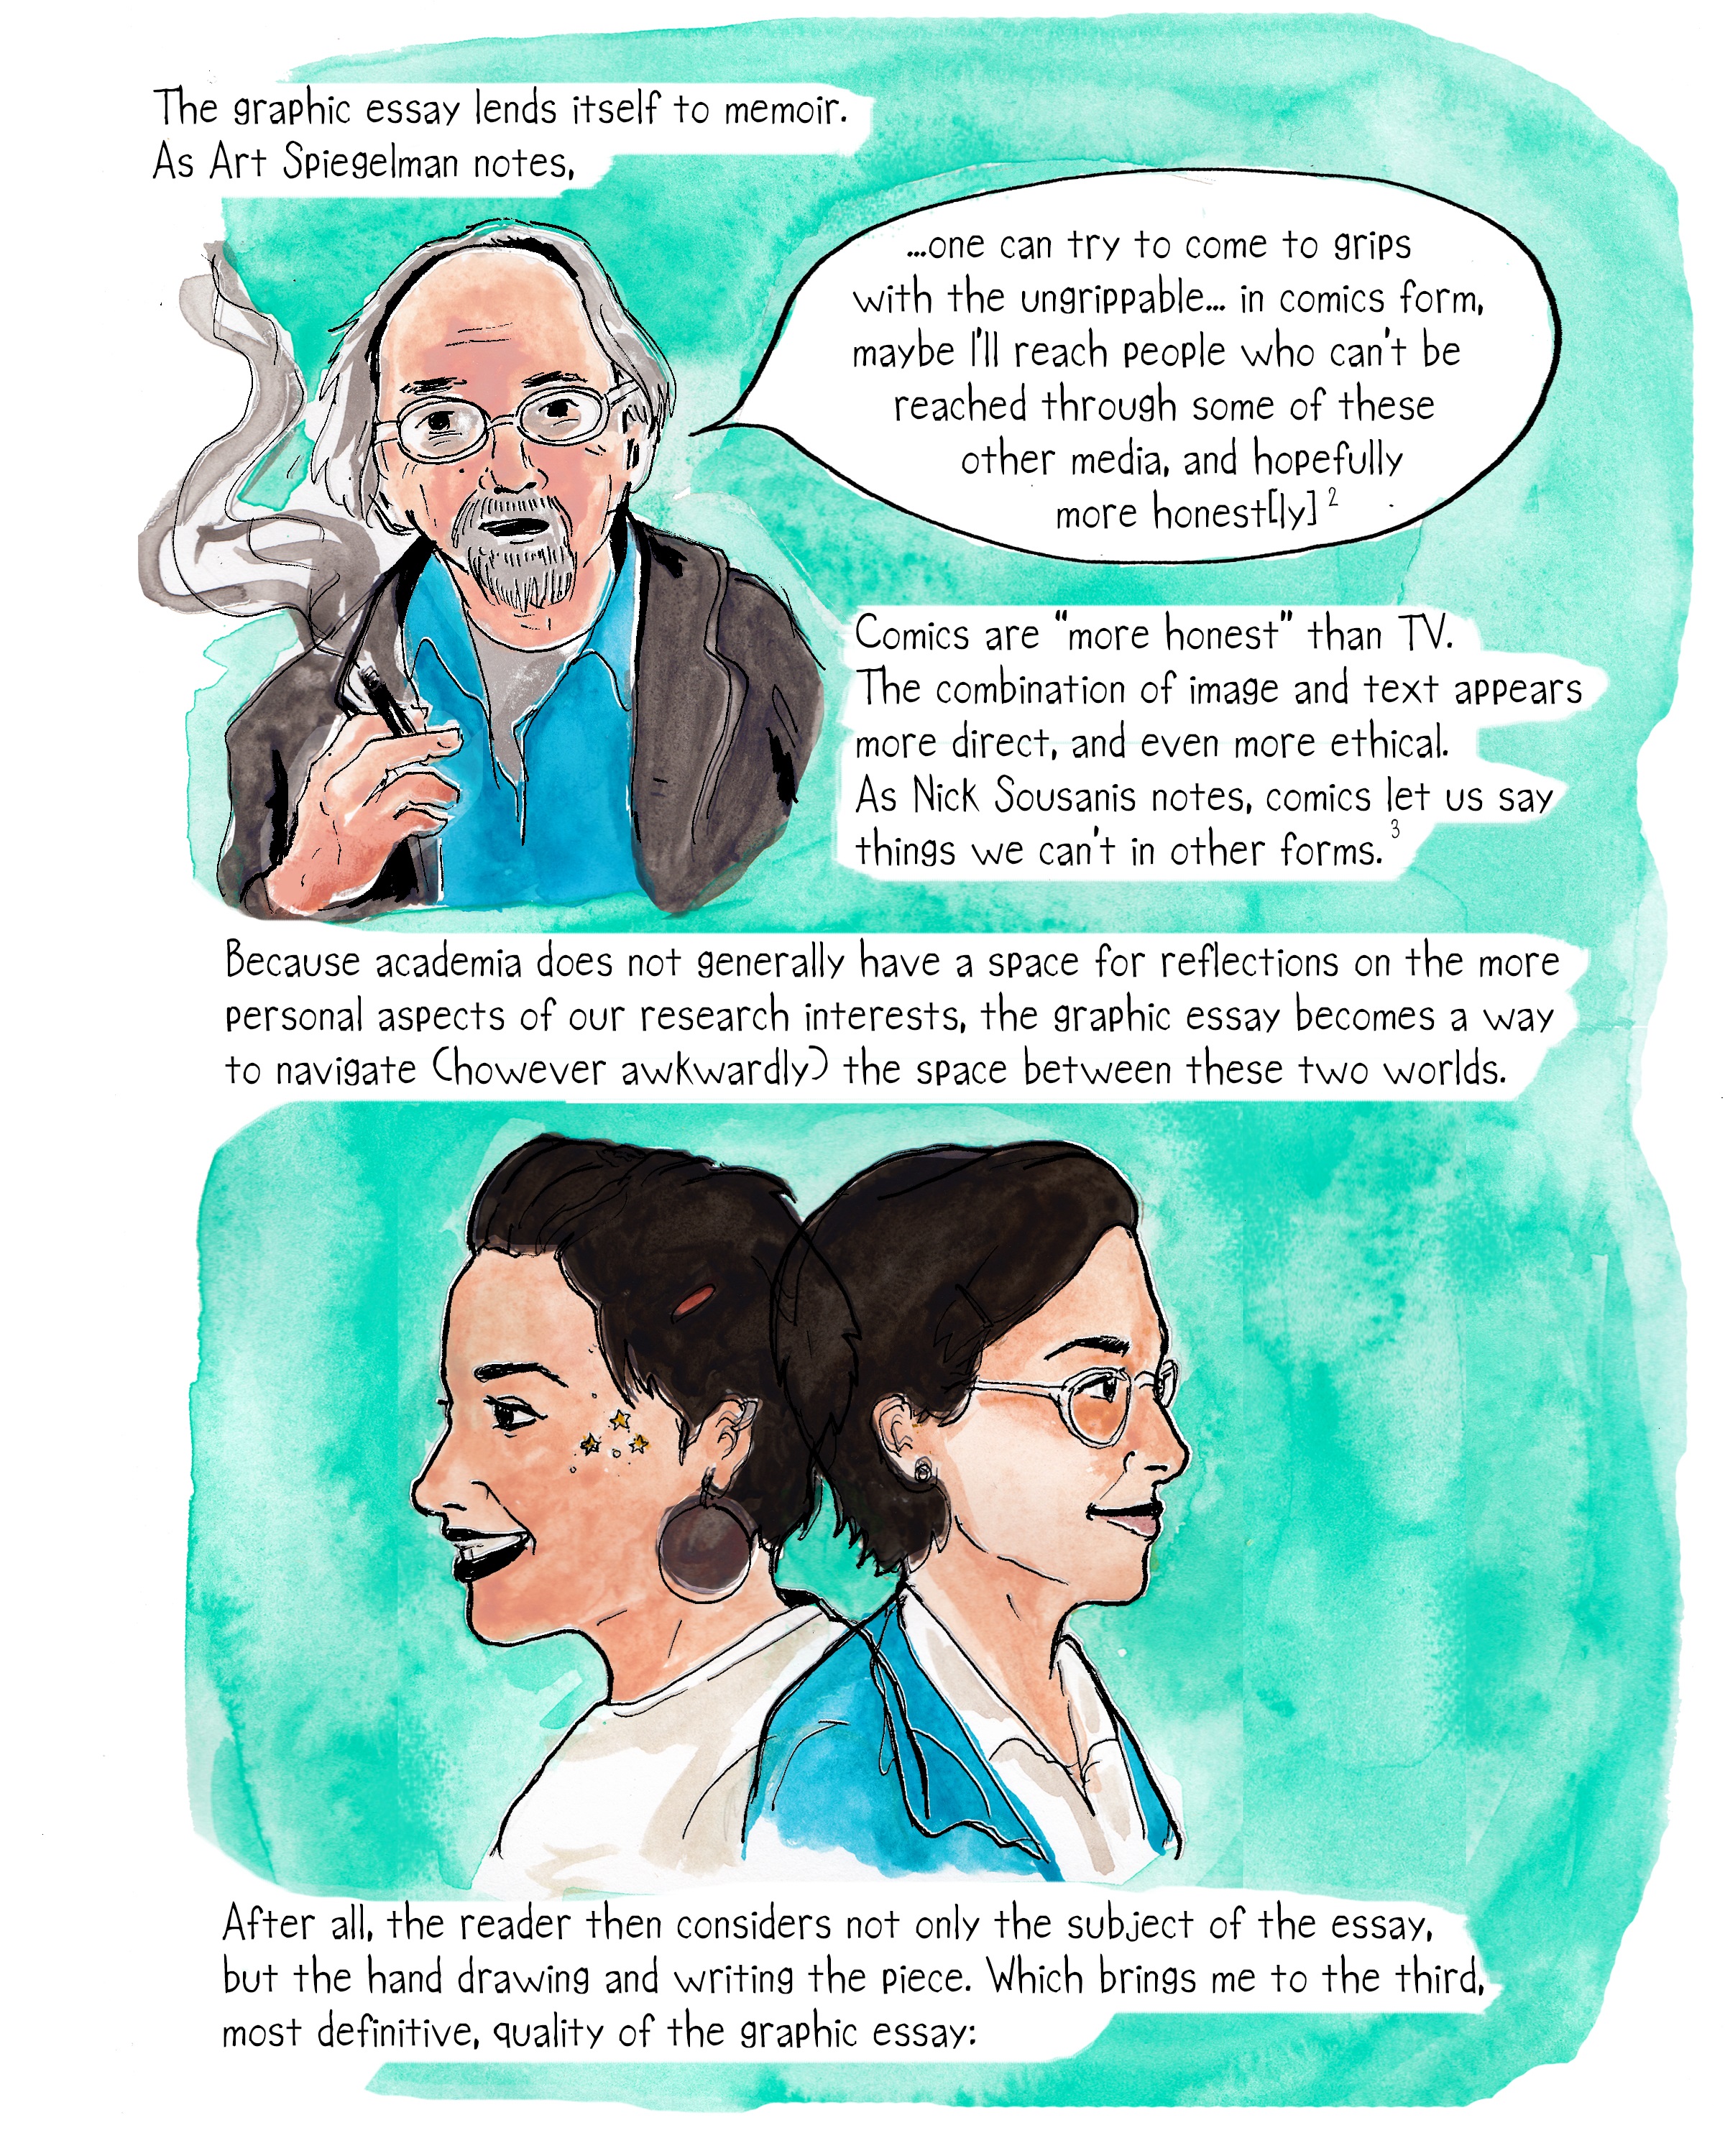 The graphic essay lends itself to memoir.
As Art Spiegelman notes,
...one can try to come to grips
with the ungrippable... in comics form,
maybe I'll reach people who can't be
reached through some of these
other media, and hopefully
more honest[ly] 2
Comics are "more honest" than TV.
The combination of image and text appears
more direct, and even more ethical.
As Nick Sousanis notes, comics let us say
things we can't in other forms. 3
Because academia does not generally have a space for reflections on the more
personal aspects of our research interests, the graphic essay becomes a way
to navigate (however awkwardly) the space between these two worlds.
After all, the reader then considers not only the subject of the essay,
but the hand drawing and writing the piece. Which brings me to the third,
most definitive, quality of the graphic essay: